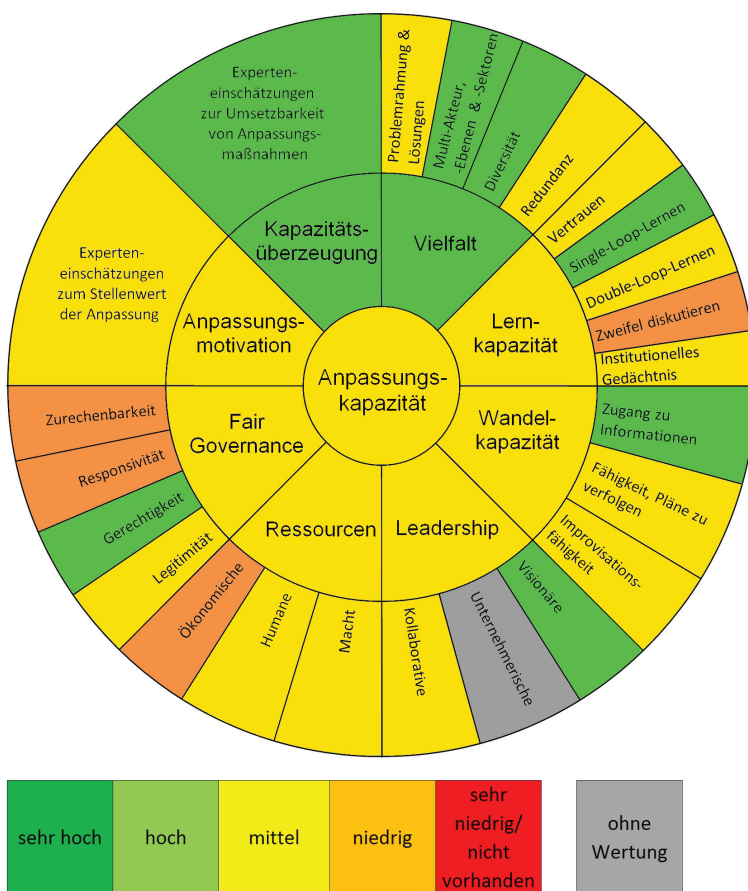 Experten-
einschätzungen
zur Umsetzbarkeit
von Anpassungs-
maßnahmen
Problemrahmung &
Lösungen
Multi-Akteur,
-Ebenen & -Sektoren
Diversität
Redundanz
Vertrauen
Single-Loop-Lernen
Double-Loop-Lernen
Zweifel diskutieren
Institutionelles
Gedächtnis
Experten-
einschätzungen
zum Stellenwert
der Anpassung
Kapazitäts-
überzeugung
Vielfalt
Anpassungs-
motivation
Lern-
kapazität
Anpassungs-
kapazität
Fair
Governance
Wandel-
kapazität
Ressourcen
Leadership
Zugang zu
Informationen
Fähigkeit, Pläne zu
verfolgen
Improvisations-
fähigkeit
Visionäre
Unternehmerische
Kollaborative
Macht
Humane
Ökonomische
Legitimität
Gerechtigkeit
Responsivität
Zurechenbarkeit
sehr hoch
hoch
mittel
niedrig
sehr
niedrig/
nicht
vorhanden
ohne
Wertung